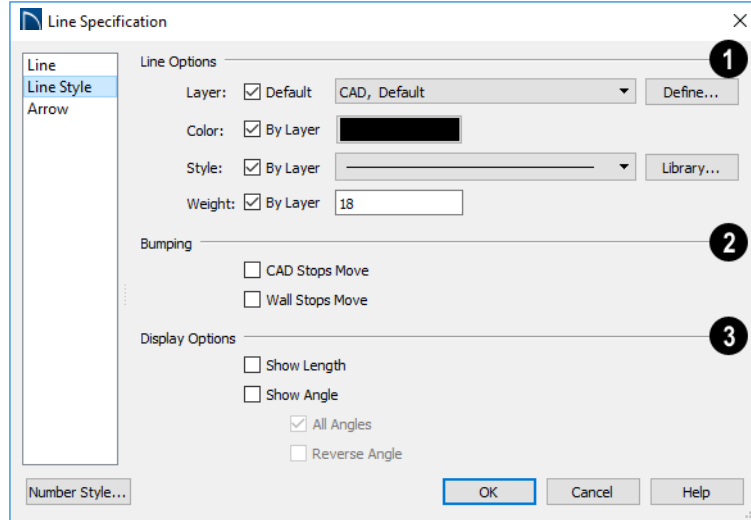 Line Specification
Line
Line Style
Arrow
Line Options
1
Layer: Default CAD, Default Define...
Color: By Layer
Style: By Layer Library...
Weight: By Layer 18
Bumping
2
CAD Stops Move
Wall Stops Move
Display Options
3
Show Length
Show Angle
All Angles
Reverse Angle
Number Style... OK Cancel Help